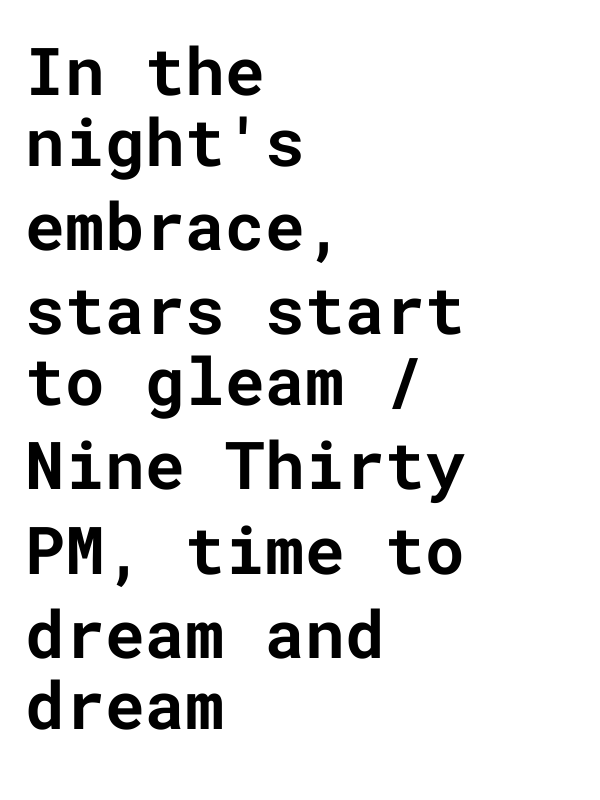 In the
night's
embrace,
stars start
to gleam /
Nine Thirty
PM, time to
dream and
dream